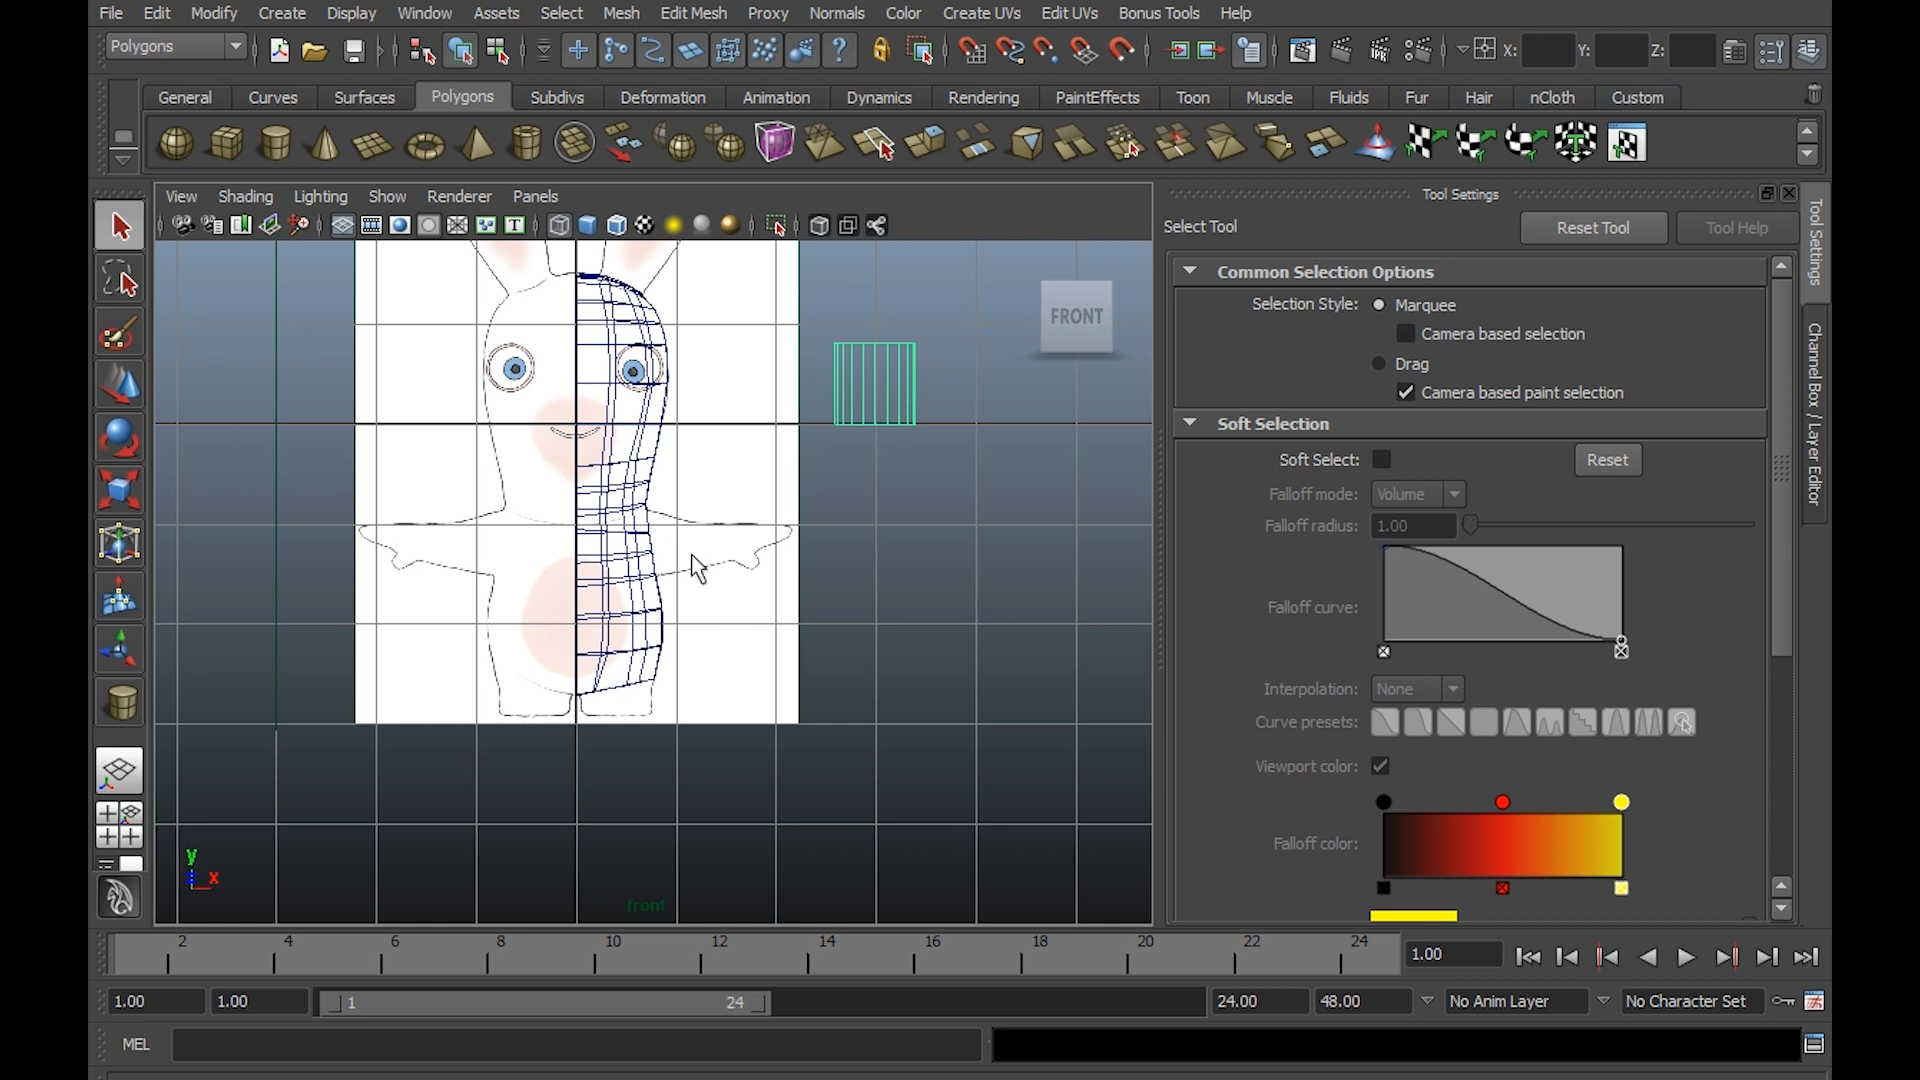 File Edit Modify Create Display Window Assets Select Mesh Edit Mesh Proxy Normals Color Create UVs Edit UVs Bonus Tools Help
Polygons IPR X: Y: Z:
General Curves Surfaces Polygons Subdivs Deformation Animation Dynamics Rendering PaintEffects Toon Muscle Fluids Fur Hair nCloth Custom
View Shading Lighting Show Renderer Panels
Tool Settings
Select Tool
Reset Tool
Tool Help
Common Selection Options
Selection Style: Marquee
Camera based selection
Drag
Camera based paint selection
Soft Selection
Soft Select:
Reset
Falloff mode: Volume
Falloff radius: 1.00
Falloff curve:
Interpolation: None
Curve presets:
Viewport color:
Falloff color:
Tool Settings
Channel Box / Layer Editor
FRONT
y
x
front
2 4 6 8 10 12 14 16 18 20 22 24
1.00
1.00 1.00 1 24 24.00 48.00 No Anim Layer No Character Set
MEL